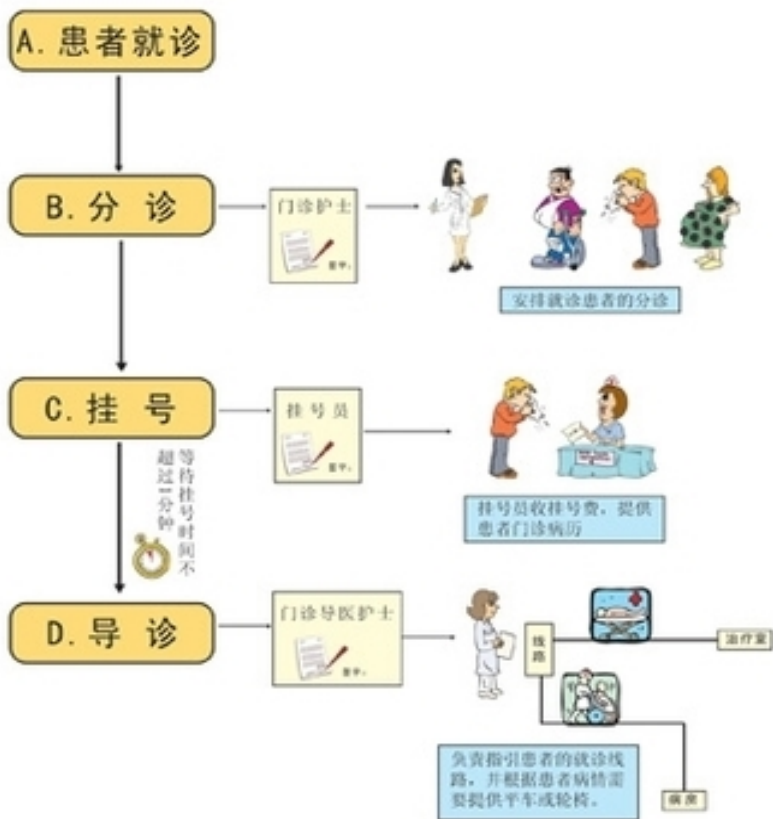 A. 患者就诊
B. 分 诊
门诊护士
签字:
安排就诊患者的分诊
C. 挂 号
挂 号 员
签字:
挂号员收挂号费，提供
患者门诊病历
等待挂号时间不
超过1分钟
D. 导 诊
门诊导医护士
签字:
线路
治疗室
病房
负责指引患者的就诊线
路，并根据患者病情需
要提供平车或轮椅。